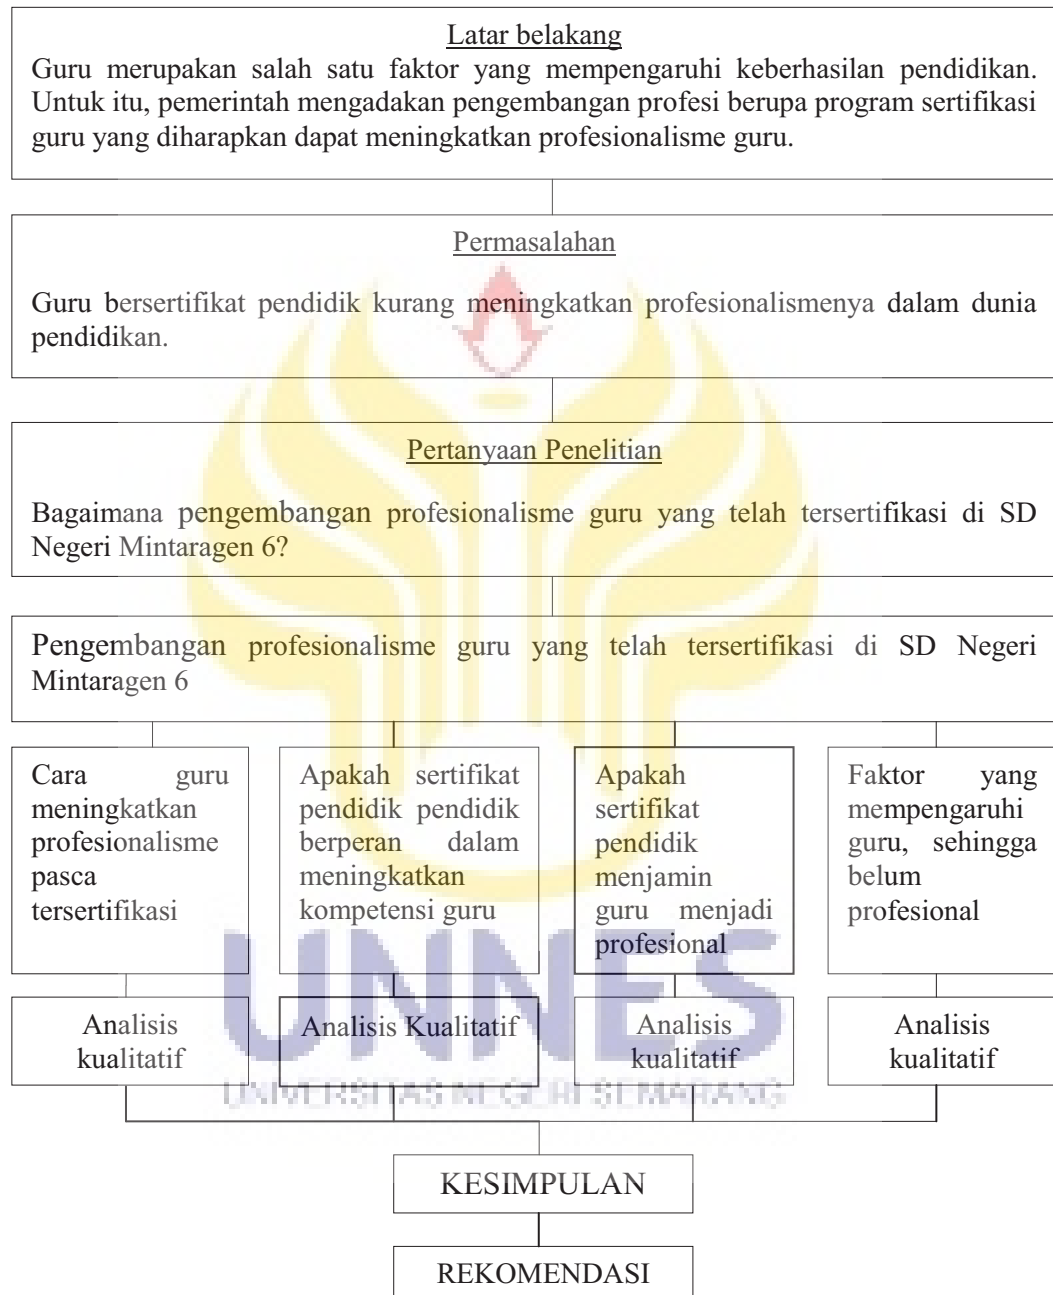 Latar belakang
Guru merupakan salah satu faktor yang mempengaruhi keberhasilan pendidikan.
Untuk itu, pemerintah mengadakan pengembangan profesi berupa program sertifikasi
guru yang diharapkan dapat meningkatkan profesionalisme guru.
Permasalahan
Guru bersertifikat pendidik kurang meningkatkan profesionalismenya dalam dunia
pendidikan.
Pertanyaan Penelitian
Bagaimana pengembangan profesionalisme guru yang telah tersertifikasi di SD
Negeri Mintaragen 6?
Pengembangan profesionalisme guru yang telah tersertifikasi di SD Negeri
Mintaragen 6
Cara guru
meningkatkan
profesionalisme
pasca
tersertifikasi
Apakah sertifikat
pendidik pendidik
berperan dalam
meningkatkan
kompetensi guru
Apakah
sertifikat
pendidik
menjamin
guru menjadi
profesional
Faktor yang
mempengaruhi
guru, sehingga
belum
profesional
UNNES
Analisis
kualitatif
Analisis Kualitatif
Analisis
kualitatif
Analisis
kualitatif
UNIVERSITAS NEGERI SEMARANG
KESIMPULAN
REKOMENDASI